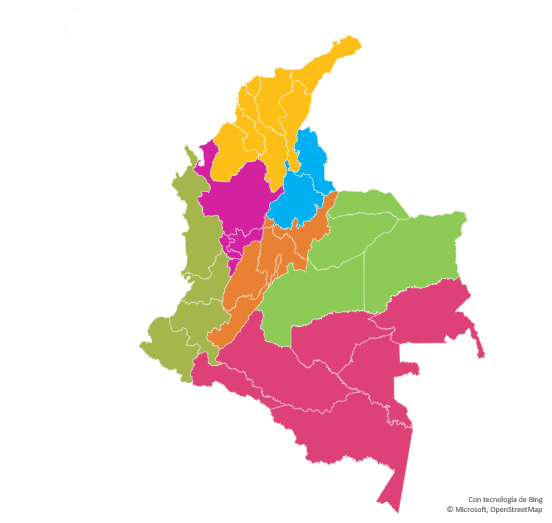 Con tecnología de Bing
© Microsoft, OpenStreetMap